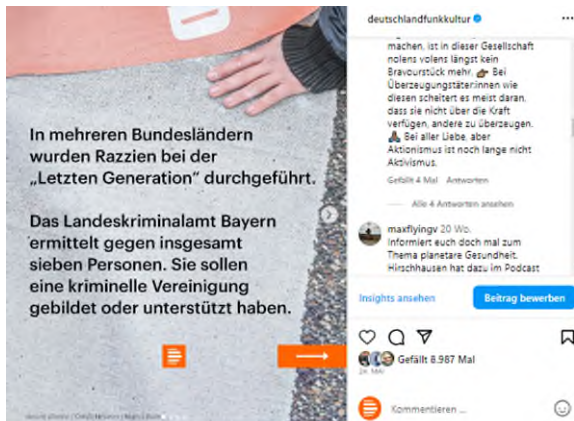 In mehreren Bundesländern
wurden Razzien bei der
„Letzten Generation“ durchgeführt.
Das Landeskriminalamt Bayern
ermittelt gegen insgesamt
sieben Personen. Sie sollen
eine kriminelle Vereinigung
gebildet oder unterstützt haben.
deutschlandfunkkultur
machen, ist in dieser Gesellschaft
nolens volens längst kein
Bravourstück mehr. 👉 Bei
Überzeugungstäter:innen wie
diesen scheitert es meist daran,
dass sie nicht über die Kraft
verfügen, andere zu überzeugen.
🙏 Bei aller Liebe, aber
Aktionismus ist noch lange nicht
Aktivismus.
Gefällt 4 Mal Antworten
Alle 4 Antworten ansehen
maxflyingv 20 Wo.
Informiert euch doch mal zum
Thema planetare Gesundheit.
Hirschhausen hat dazu im Podcast
Insights ansehen
Beitrag bewerben
Gefällt 8.987 Mal
MAI
Kommentieren ...